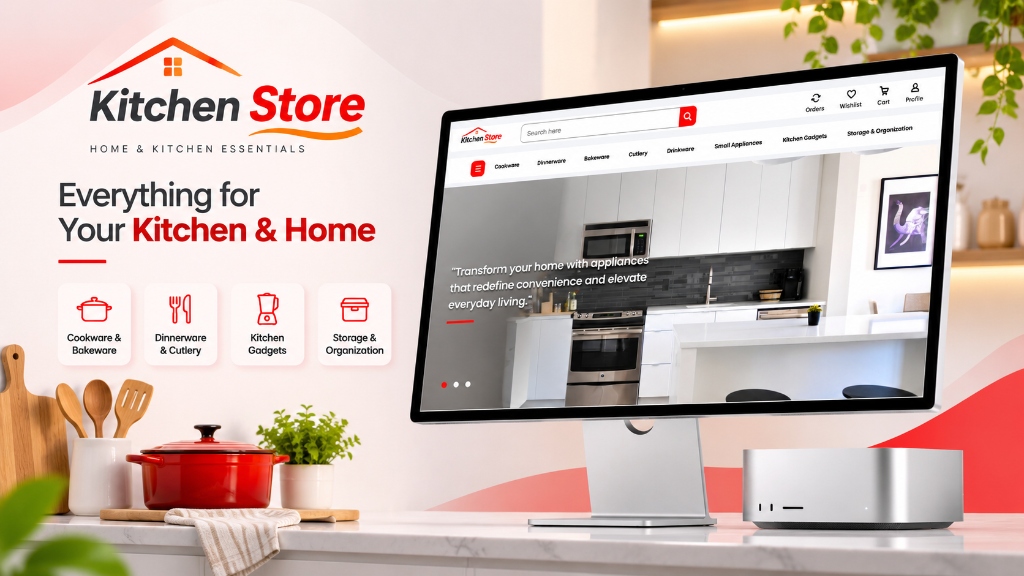 Kitchen Store
HOME & KITCHEN ESSENTIALS
Everything for
Your Kitchen & Home
Cookware &
Bakeware
Dinnerware
& Cutlery
Kitchen
Gadgets
Storage &
Organization
Kitchen Store
Search here
Orders
Wishlist
Cart
Profile
Cookware
Dinnerware
Bakeware
Cutlery
Drinkware
Small Appliances
Kitchen Gadgets
Storage & Organization
"Transform your home with appliances
that redefine convenience and elevate
everyday living."